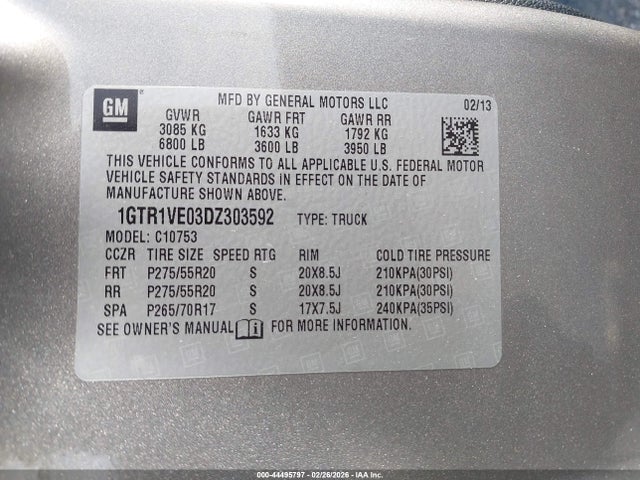 GM
MFD BY GENERAL MOTORS LLC 02/13
GVWR GAWR FRT GAWR RR
3085 KG 1633 KG 1792 KG
6800 LB 3600 LB 3950 LB
THIS VEHICLE CONFORMS TO ALL APPLICABLE U.S. FEDERAL MOTOR
VEHICLE SAFETY STANDARDS IN EFFECT ON THE DATE OF
MANUFACTURE SHOWN ABOVE.
1GTR1VE03DZ303592 TYPE: TRUCK
MODEL: C10753
CCZR TIRE SIZE SPEED RTG RIM COLD TIRE PRESSURE
FRT P275/55R20 S 20X8.5J 210KPA(30PSI)
RR P275/55R20 S 20X8.5J 210KPA(30PSI)
SPA P265/70R17 S 17X7.5J 240KPA(35PSI)
SEE OWNER'S MANUAL FOR MORE INFORMATION.
000-44495797 - 02/26/2026 - IAA Inc.